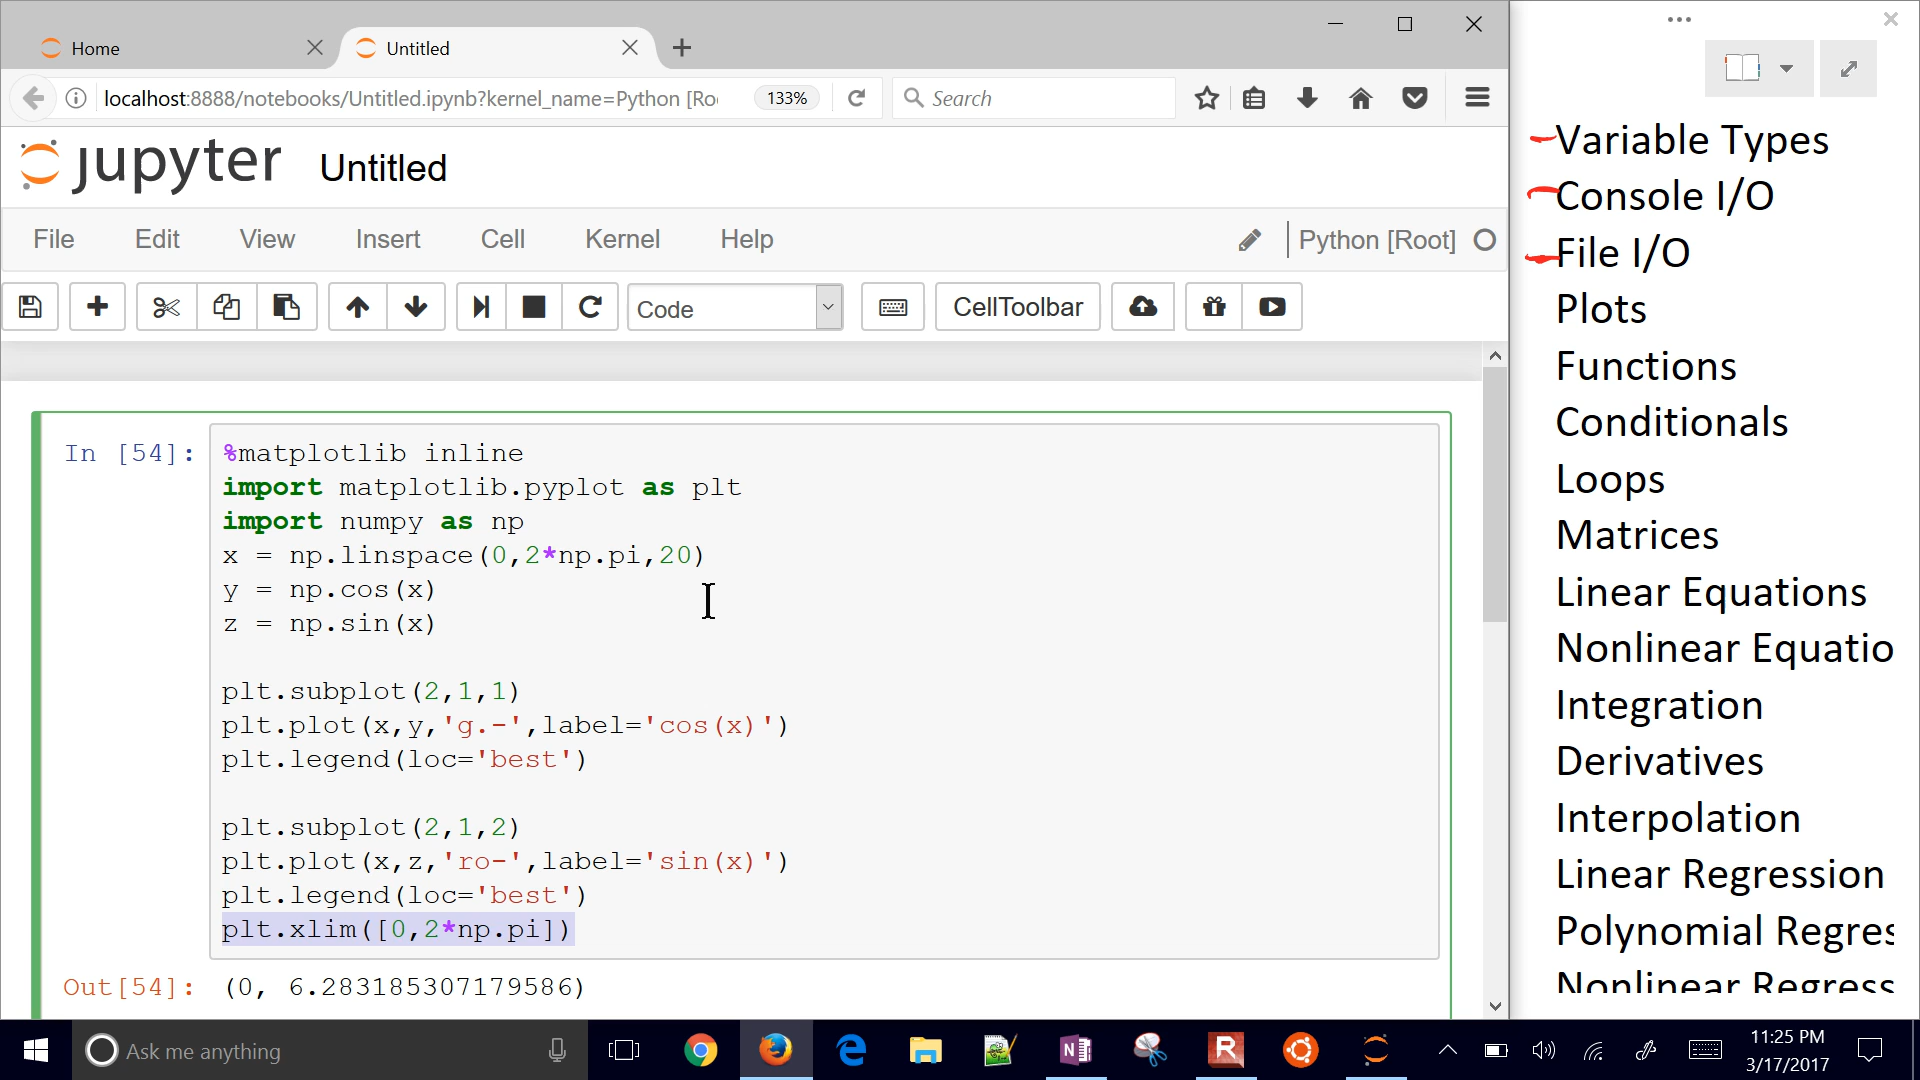 Home
Untitled
localhost:8888/notebooks/Untitled.ipynb?kernel_name=Python [Ro
133%
Search
jupyter Untitled
File Edit View Insert Cell Kernel Help
Python [Root]
Code
CellToolbar
In [54]:
%matplotlib inline
import matplotlib.pyplot as plt
import numpy as np
x = np.linspace(0,2*np.pi,20)
y = np.cos(x)
z = np.sin(x)
plt.subplot(2,1,1)
plt.plot(x,y,'g.-',label='cos(x)')
plt.legend(loc='best')
plt.subplot(2,1,2)
plt.plot(x,z,'ro-',label='sin(x)')
plt.legend(loc='best')
plt.xlim([0,2*np.pi])
Out[54]: (0, 6.283185307179586)
Variable Types
Console I/O
File I/O
Plots
Functions
Conditionals
Loops
Matrices
Linear Equations
Nonlinear Equatio
Integration
Derivatives
Interpolation
Linear Regression
Polynomial Regres
Nonlinear Regress
Ask me anything
N
R
11:25 PM
3/17/2017